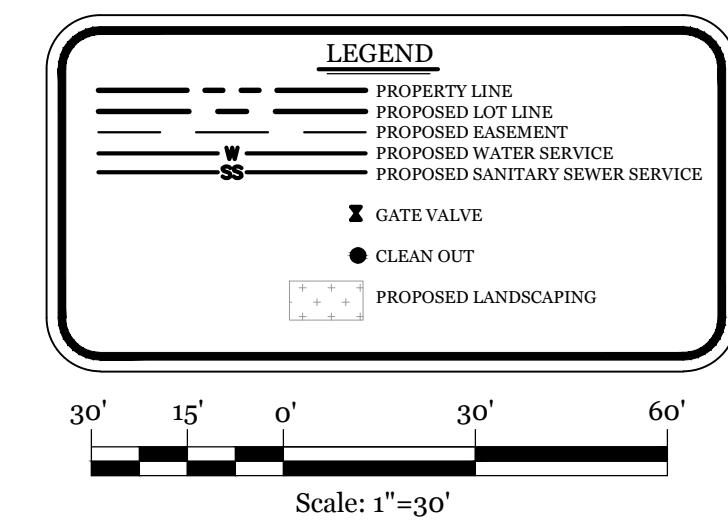 LEGEND
PROPERTY LINE
PROPOSED LOT LINE
PROPOSED EASEMENT
W PROPOSED WATER SERVICE
SS PROPOSED SANITARY SEWER SERVICE
GATE VALVE
CLEAN OUT
PROPOSED LANDSCAPING
30' 15' 0' 30' 60'
Scale: 1"=30'